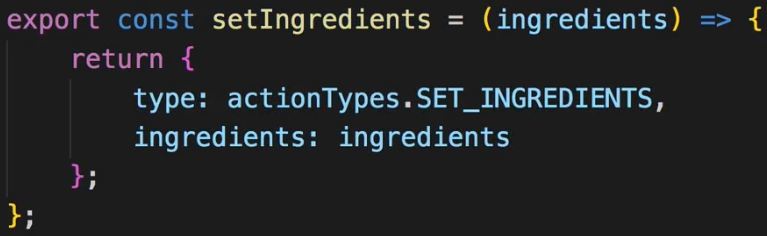 export const setIngredients = (ingredients) => {
    return {
        type: actionTypes.SET_INGREDIENTS,
        ingredients: ingredients
    };
};